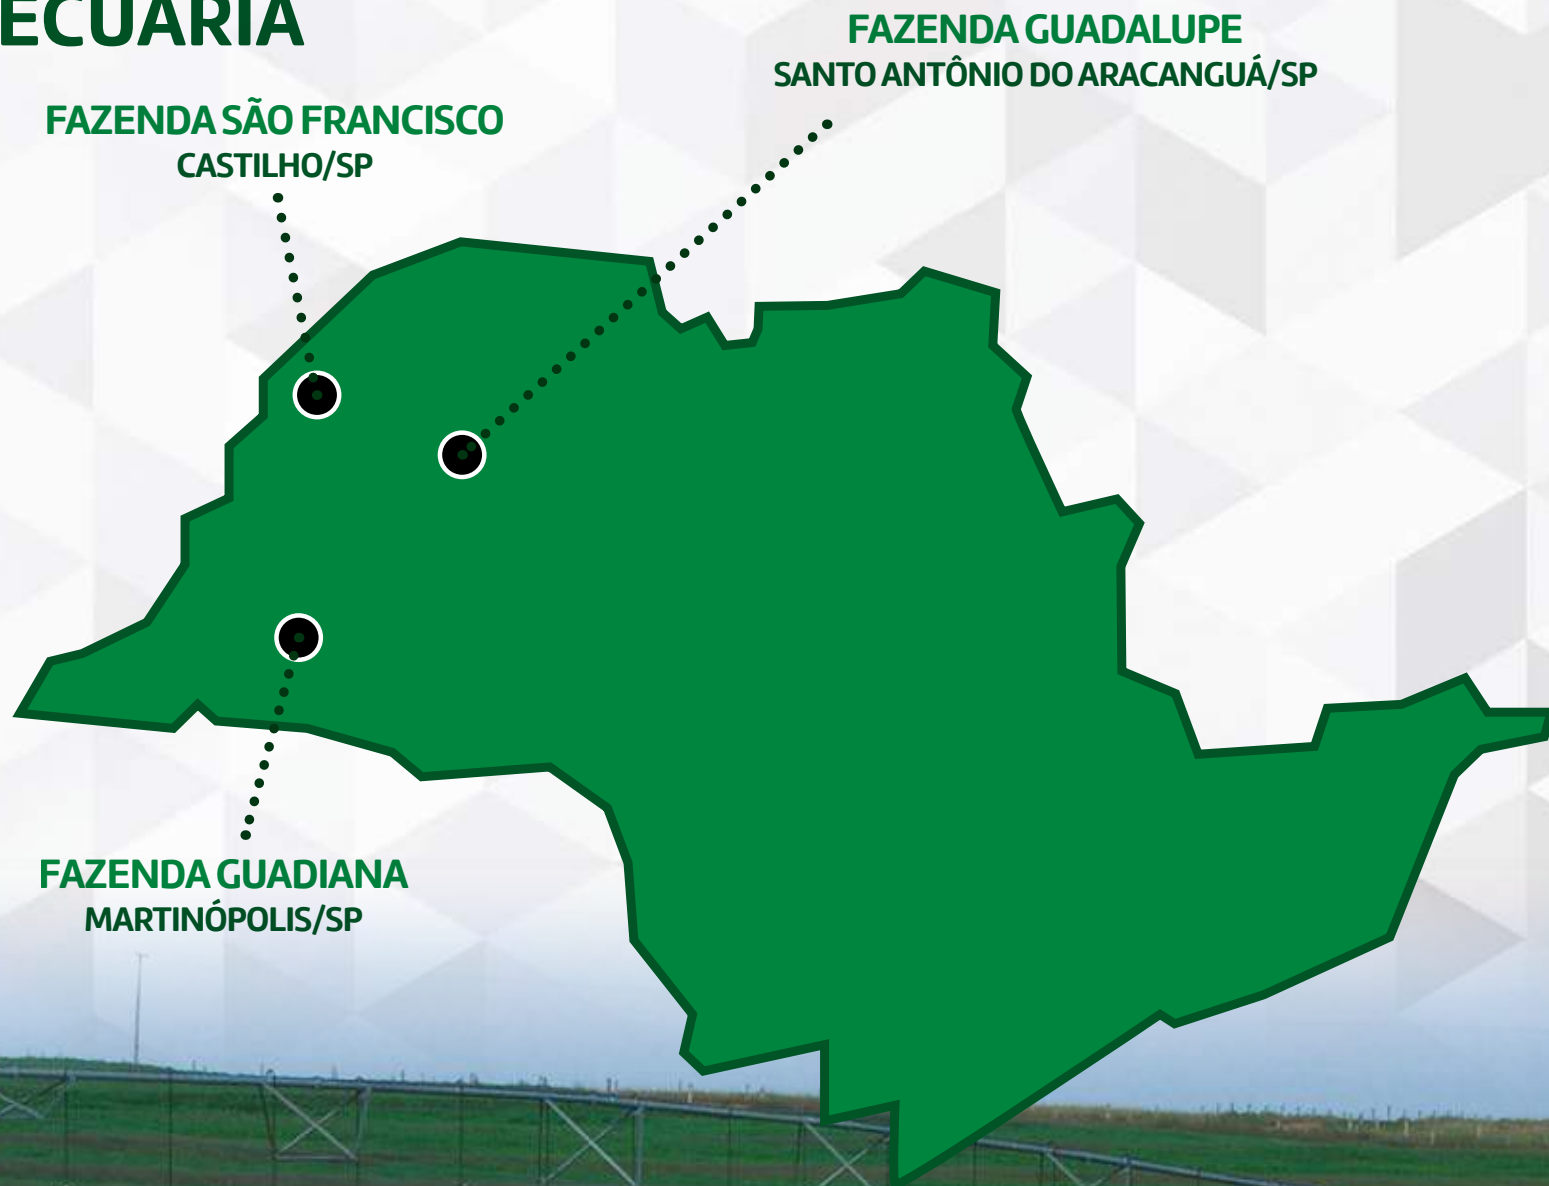 ECUÁRIA
FAZENDA GUADALUPE
SANTO ANTÔNIO DO ARACANGUÁ/SP
FAZENDA SÃO FRANCISCO
CASTILHO/SP
FAZENDA GUADIANA
MARTINÓPOLIS/SP